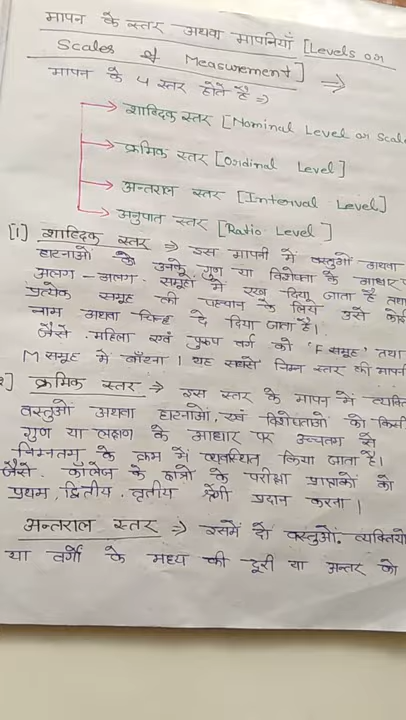 मापन के स्तर अथवा मापनियाँ [Levels or
Scales of Measurement] ⇒
मापन के 4 स्तर होते हैं ⇒
शाब्दिक स्तर [Nominal Level or Scale
क्रमिक स्तर [Ordinal Level]
अन्तराल स्तर [Interval Level]
अनुपात स्तर [Ratio Level]
[i] शाब्दिक स्तर ⇒ इस मापनी में वस्तुओं अथवा
घाटनाओं को उनके गुण या विशेषता के आधार प
अलग - अलग समूहों में रख दिया जाता है तथा
प्रत्येक समूह की पहचान के लिये उसे कोई
नाम अथवा चिन्ह दे दिया जाता है।
जैसे - महिला एवं पुरुष वर्ग को 'F समूह' तथा
M समूह में बाँटना। यह सबसे निम्न स्तर की मापनी
] क्रमिक स्तर → इस स्तर के मापन में व्यक्ति
वस्तुओं अथवा घाटनाओं, एवं विशेषताओं को किसी
गुण या लक्षण के आधार पर उच्चतम से
निम्नतम के क्रम में व्यवस्थित किया जाता है।
जैसे - कॉलेज के छात्रों के परीक्षा प्राप्तांकों को
प्रथम, द्वितीय, तृतीय श्रेणी प्रदान करना।
अन्तराल स्तर ⇒ इसमें दो वस्तुओं, व्यक्तियो
या वर्गों के मध्य की दूरी या अन्तर को